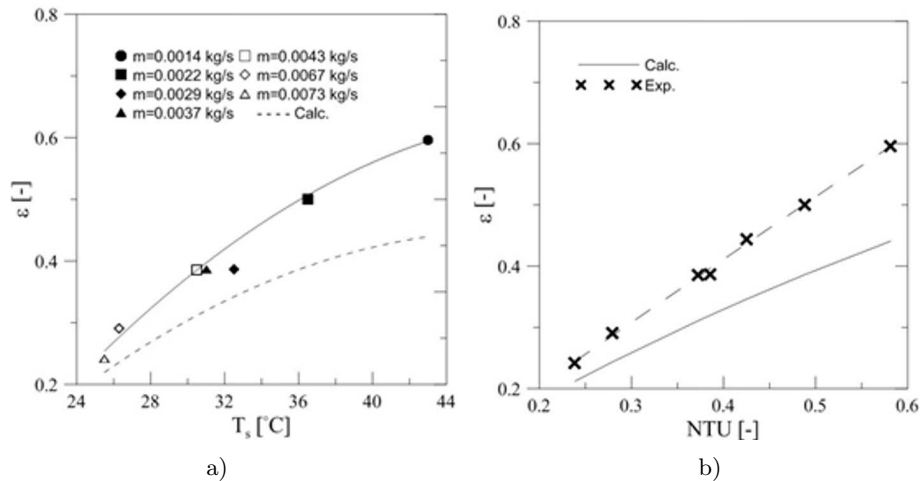 0.8
m=0.0014 kg/s m=0.0043 kg/s
m=0.0022 kg/s m=0.0067 kg/s
m=0.0029 kg/s m=0.0073 kg/s
m=0.0037 kg/s Calc.
0.6
ε [-]
0.4
0.2
24 28 32 36 40 44
Ts [°C]
a)
0.8
Calc.
Exp.
0.6
ε [-]
0.4
0.2
0.2 0.3 0.4 0.5 0.6
NTU [-]
b)